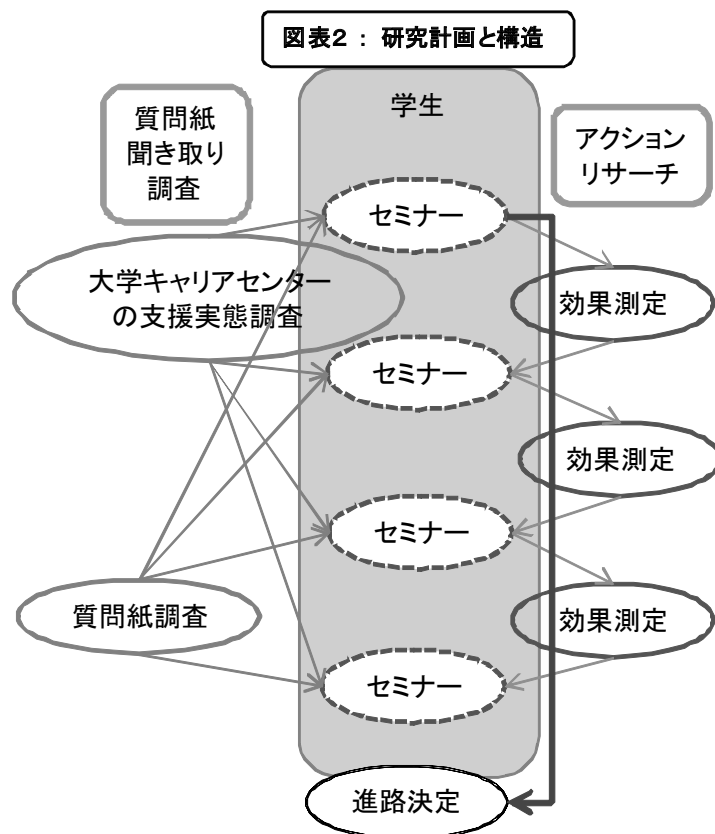 図表2 : 研究計画と構造
学生
質問紙
聞き取り
調査
アクション
リサーチ
セミナー
大学キャリアセンター
の支援実態調査
効果測定
セミナー
効果測定
セミナー
質問紙調査
効果測定
セミナー
進路決定